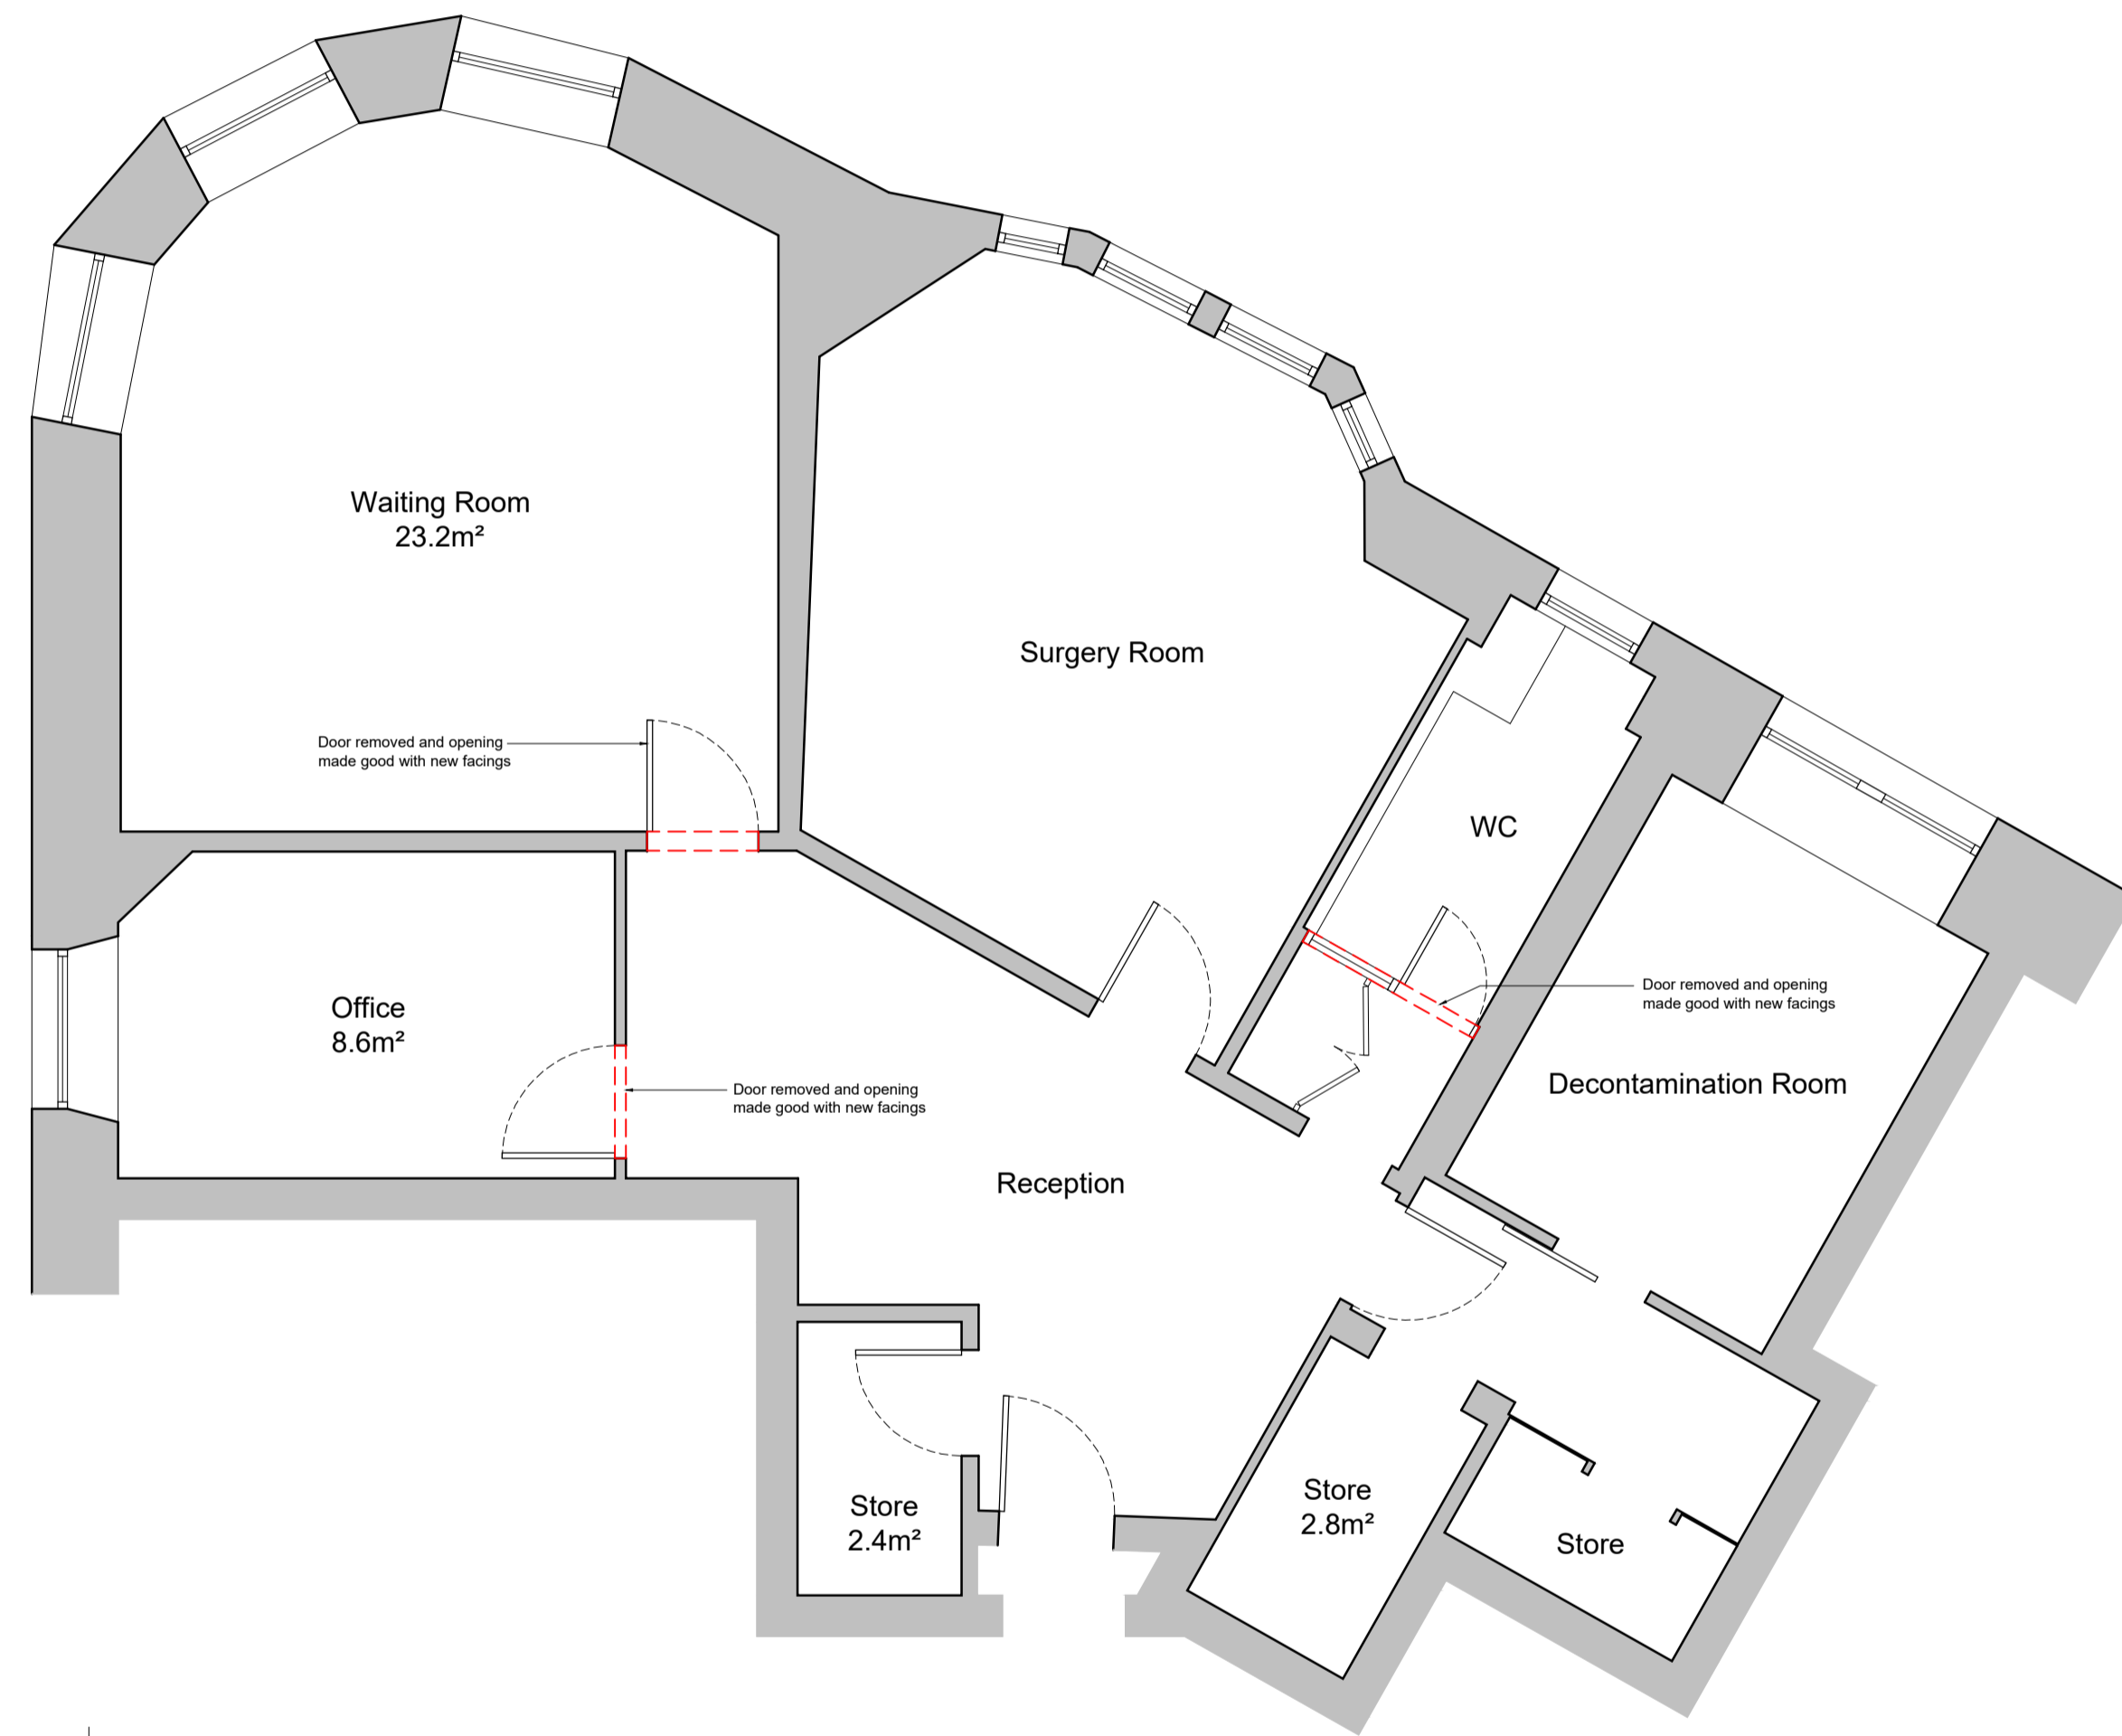 Waiting Room
23.2m²
Surgery Room
Door removed and opening
made good with new facings
WC
Office
8.6m²
Door removed and opening
made good with new facings
Door removed and opening
made good with new facings
Decontamination Room
Reception
Store
2.4m²
Store
2.8m²
Store